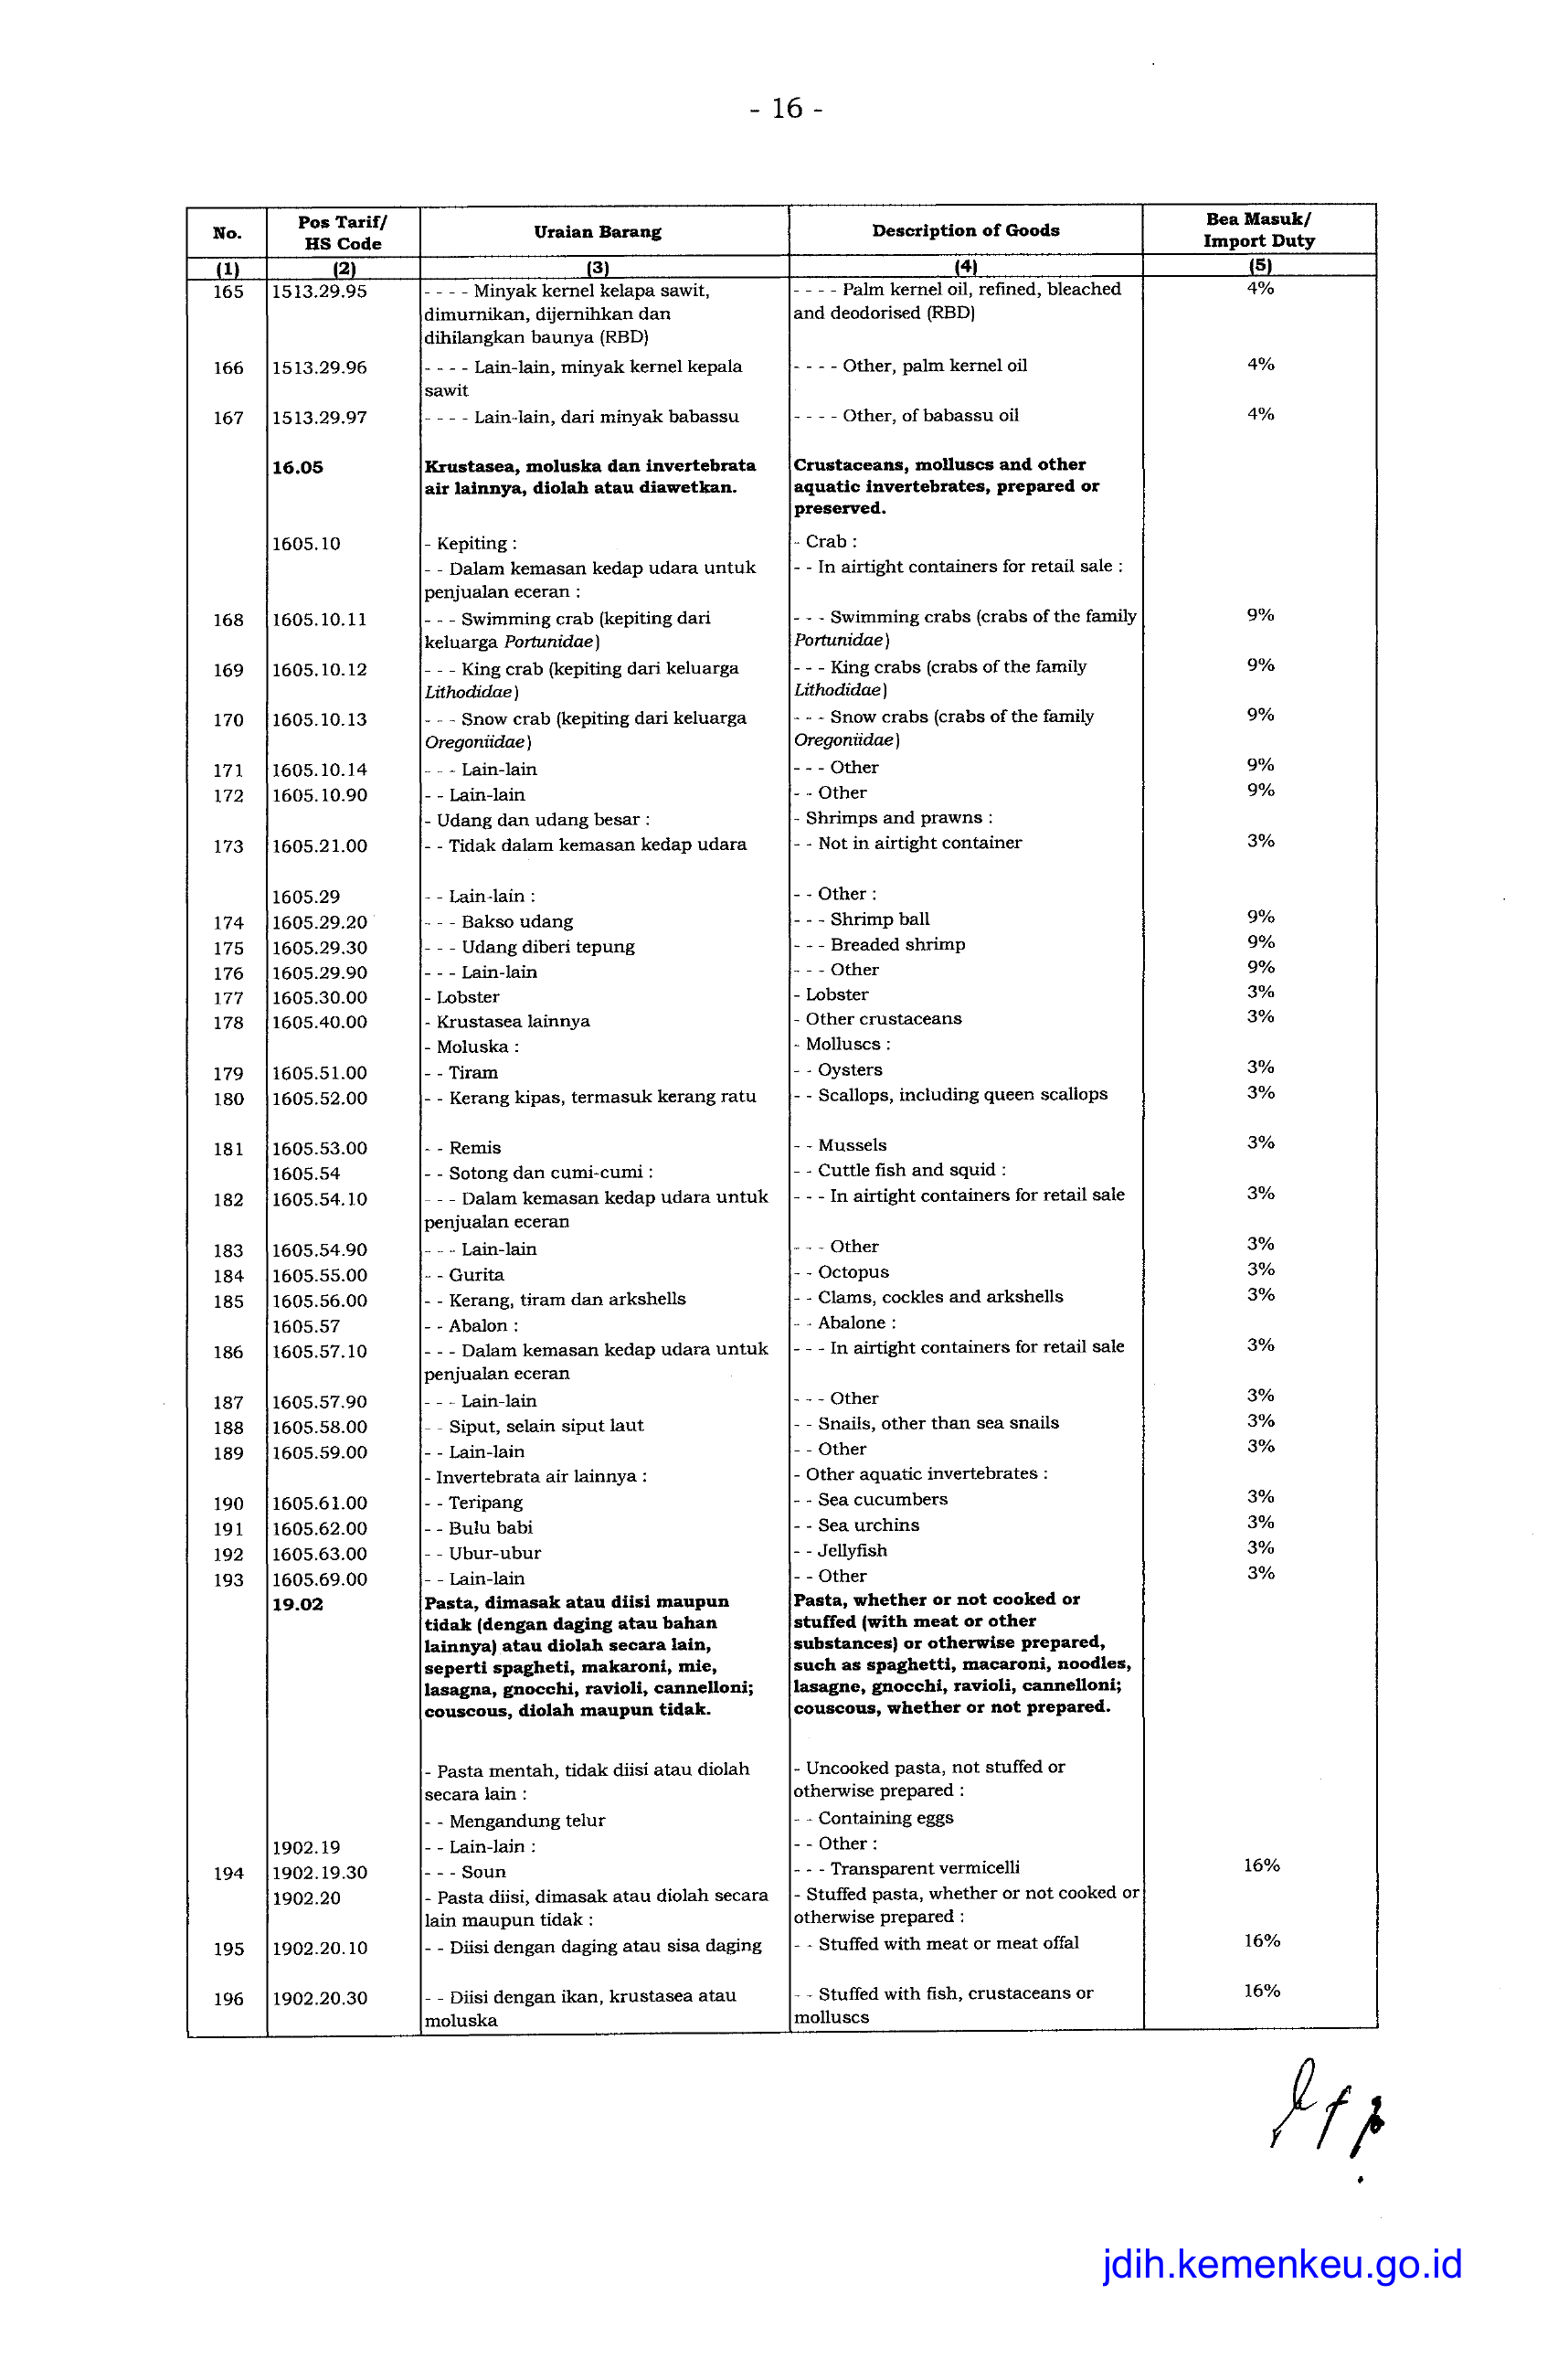 - 16 -
No. Pos Tarif/ HS Code Uraian Barang Description of Goods Bea Masuk/ Import Duty
(1) (2) (3) (4) (5)
165 1513.29.95 - - - - Minyak kernel kelapa sawit, - - - - Palm kernel oil, refined, bleached 4%
dimurnikan, dijernihkan dan and deodorised (RBD)
dihilangkan baunya (RBD)
166 1513.29.96 - - - - Lain-lain, minyak kernel kepala - - - - Other, palm kernel oil 4%
sawit
167 1513.29.97 - - - - Lain-lain, dari minyak babassu - - - - Other, of babassu oil 4%
16.05 Krustasea, moluska dan invertebrata Crustaceans, molluscs and other
air lainnya, diolah atau diawetkan. aquatic invertebrates, prepared or
preserved.
1605.10 - Kepiting : - Crab :
- - Dalam kemasan kedap udara untuk - - In airtight containers for retail sale :
penjualan eceran :
168 1605.10.11 - - - Swimming crab (kepiting dari - - - Swimming crabs (crabs of the family 9%
keluarga Portunidae) Portunidae)
169 1605.10.12 - - - King crab (kepiting dari keluarga - - - King crabs (crabs of the family 9%
Lithodidae) Lithodidae)
170 1605.10.13 - - - Snow crab (kepiting dari keluarga - - - Snow crabs (crabs of the family 9%
Oregoniidae) Oregoniidae)
171 1605.10.14 - - - Lain-lain - - - Other 9%
172 1605.10.90 - - Lain-lain - - Other 9%
- Udang dan udang besar : - Shrimps and prawns :
173 1605.21.00 - - Tidak dalam kemasan kedap udara - - Not in airtight container 3%
1605.29 - - Lain-lain : - - Other :
174 1605.29.20 - - - Bakso udang - - - Shrimp ball 9%
175 1605.29.30 - - - Udang diberi tepung - - - Breaded shrimp 9%
176 1605.29.90 - - - Lain-lain - - - Other 9%
177 1605.30.00 - Lobster - Lobster 3%
178 1605.40.00 - Krustasea lainnya - Other crustaceans 3%
- Moluska : - Molluscs :
179 1605.51.00 - - Tiram - - Oysters 3%
180 1605.52.00 - - Kerang kipas, termasuk kerang ratu - - Scallops, including queen scallops 3%
181 1605.53.00 - - Remis - - Mussels 3%
1605.54 - - Sotong dan cumi-cumi : - - Cuttle fish and squid :
182 1605.54.10 - - - Dalam kemasan kedap udara untuk - - - In airtight containers for retail sale 3%
penjualan eceran
183 1605.54.90 - - - Lain-lain - - - Other 3%
184 1605.55.00 - - Gurita - - Octopus 3%
185 1605.56.00 - - Kerang, tiram dan arkshells - - Clams, cockles and arkshells 3%
1605.57 - - Abalon : - - Abalone :
186 1605.57.10 - - - Dalam kemasan kedap udara untuk - - - In airtight containers for retail sale 3%
penjualan eceran
187 1605.57.90 - - - Lain-lain - - - Other 3%
188 1605.58.00 - - Siput, selain siput laut - - Snails, other than sea snails 3%
189 1605.59.00 - - Lain-lain - - Other 3%
- Invertebrata air lainnya : - Other aquatic invertebrates :
190 1605.61.00 - - Teripang - - Sea cucumbers 3%
191 1605.62.00 - - Bulu babi - - Sea urchins 3%
192 1605.63.00 - - Ubur-ubur - - Jellyfish 3%
193 1605.69.00 - - Lain-lain - - Other 3%
19.02 Pasta, dimasak atau diisi maupun Pasta, whether or not cooked or
tidak (dengan daging atau bahan stuffed (with meat or other
lainnya) atau diolah secara lain, substances) or otherwise prepared,
seperti spagheti, makaroni, mie, such as spaghetti, macaroni, noodles,
lasagna, gnocchi, ravioli, cannelloni; lasagne, gnocchi, ravioli, cannelloni;
couscous, diolah maupun tidak. couscous, whether or not prepared.
- Pasta mentah, tidak diisi atau diolah - Uncooked pasta, not stuffed or
secara lain : otherwise prepared :
- - Mengandung telur - - Containing eggs
1902.19 - - Lain-lain : - - Other :
194 1902.19.30 - - - Soun - - - Transparent vermicelli 16%
1902.20 - Pasta diisi, dimasak atau diolah secara - Stuffed pasta, whether or not cooked or
lain maupun tidak : otherwise prepared :
195 1902.20.10 - - Diisi dengan daging atau sisa daging - - Stuffed with meat or meat offal 16%
196 1902.20.30 - - Diisi dengan ikan, krustasea atau - - Stuffed with fish, crustaceans or 16%
moluska molluscs
jdih.kemenkeu.go.id